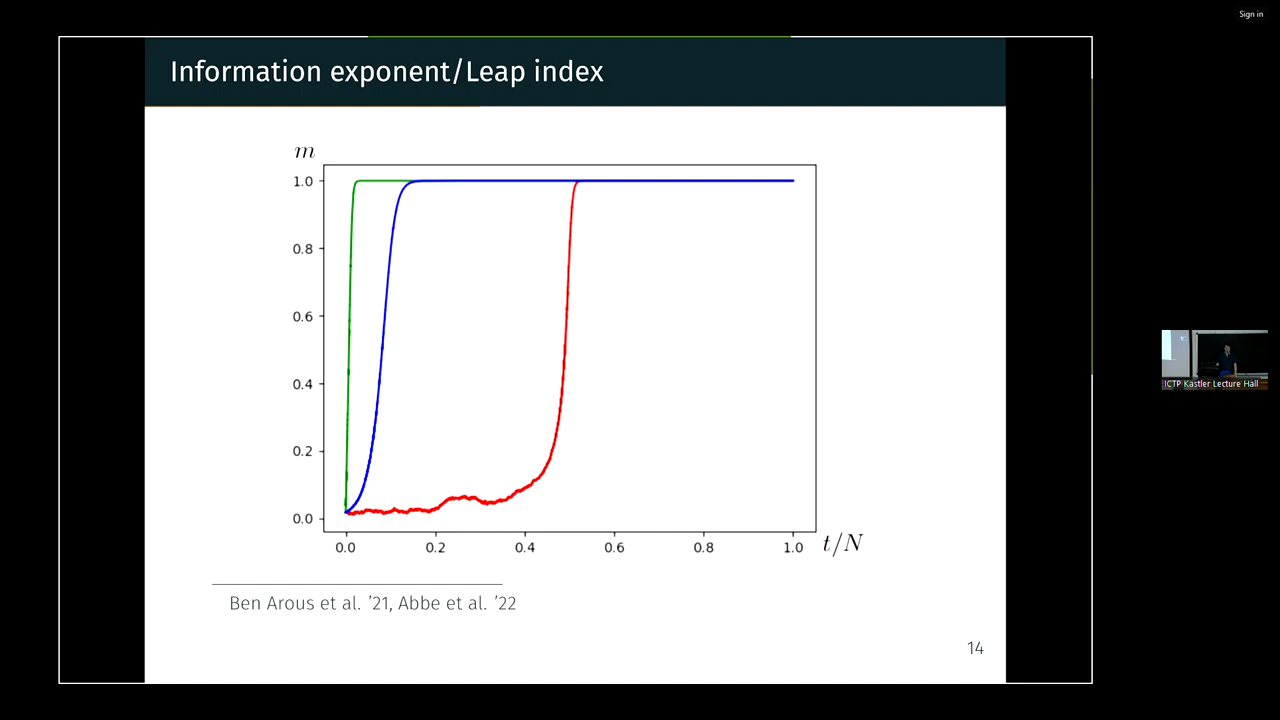 Sign in
Information exponent/Leap index
m
1.0
0.8
0.6
0.4
0.2
0.0
0.0 0.2 0.4 0.6 0.8 1.0
t/N
ICTP Kastler Lecture Hall
Ben Arous et al. ’21, Abbe et al. ’22
14